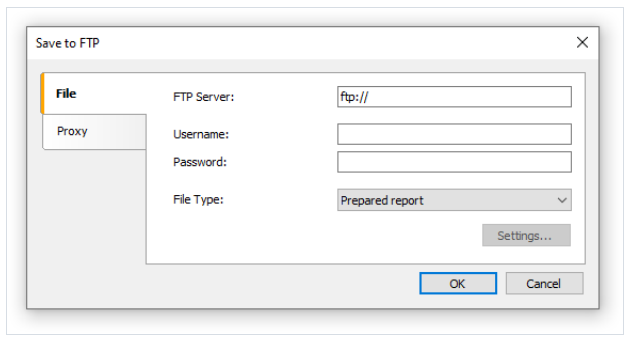 Save to FTP
File
Proxy
FTP Server:
ftp://
Username:
Password:
File Type:
Prepared report
Settings...
OK
Cancel